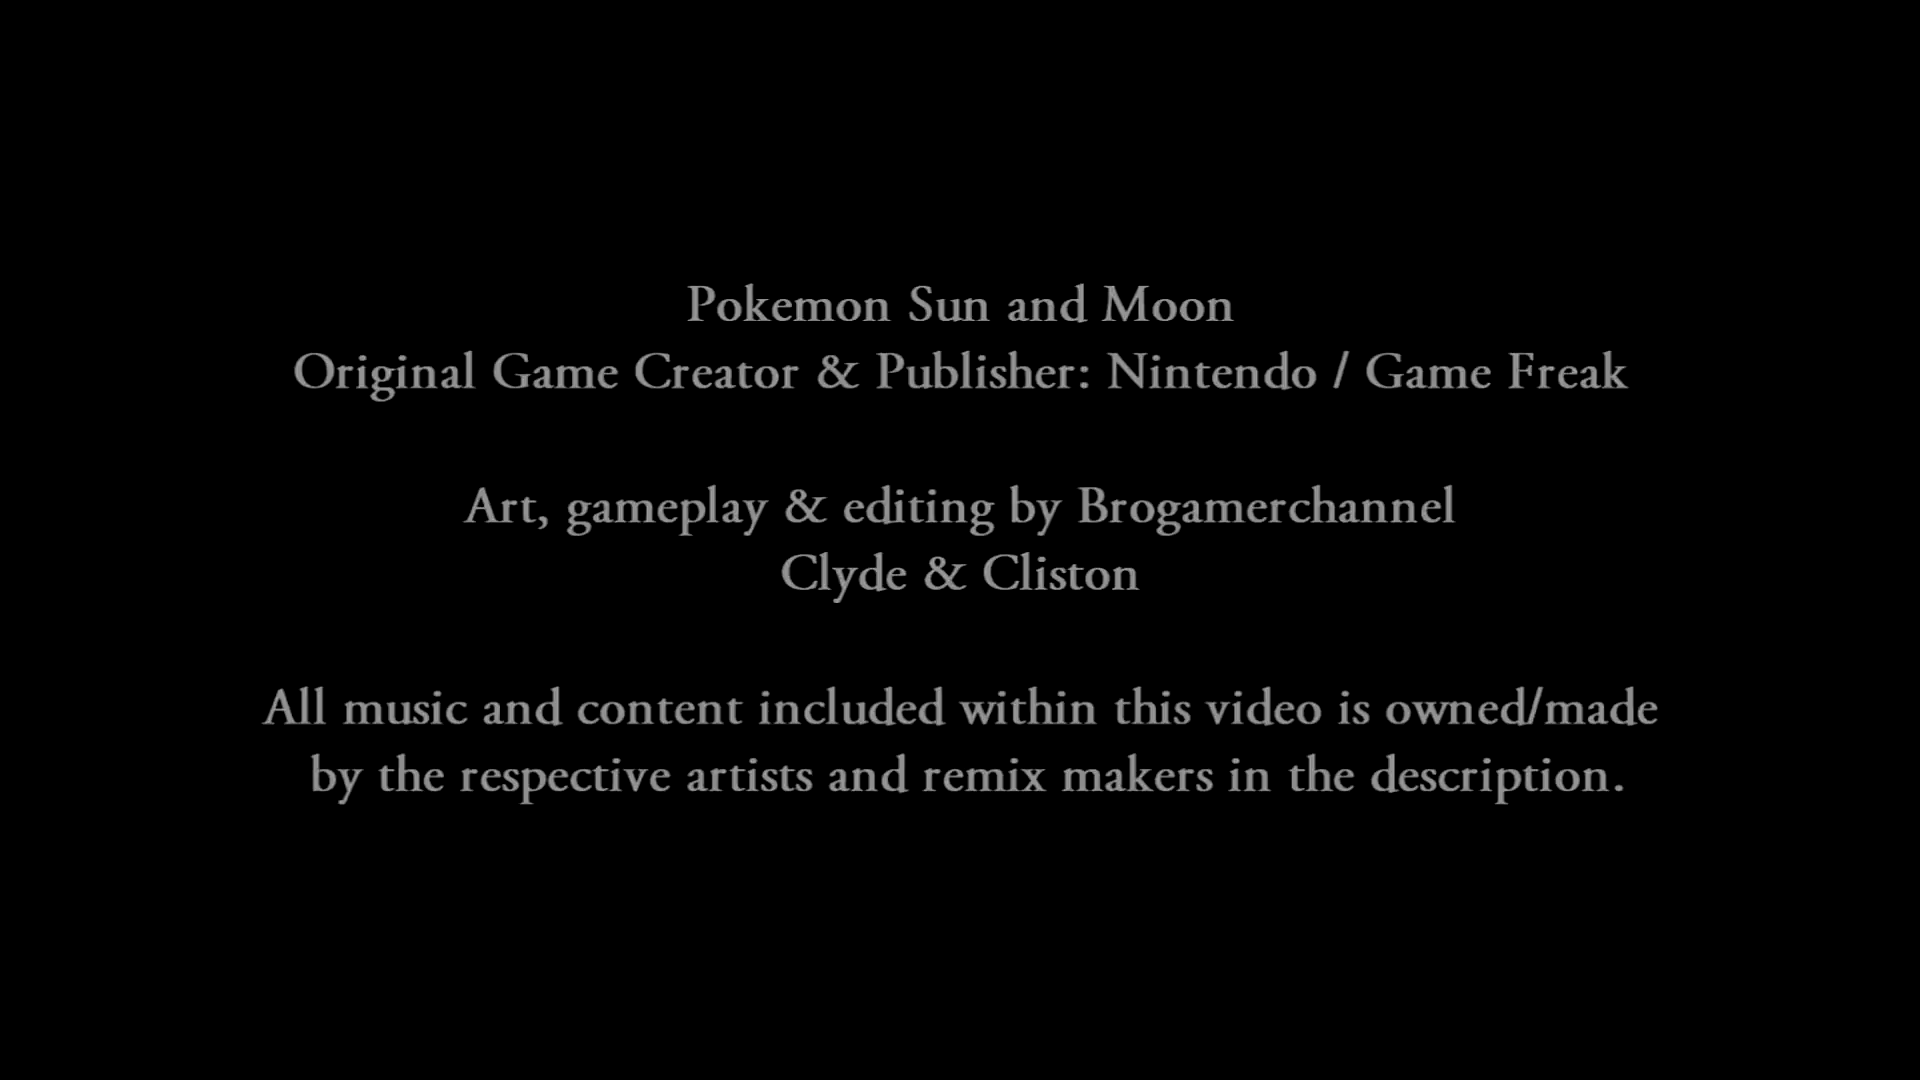 Pokemon Sun and Moon
Original Game Creator & Publisher: Nintendo / Game Freak
Art, gameplay & editing by Brogamerchannel
Clyde & Cliston
All music and content included within this video is owned/made
by the respective artists and remix makers in the description.